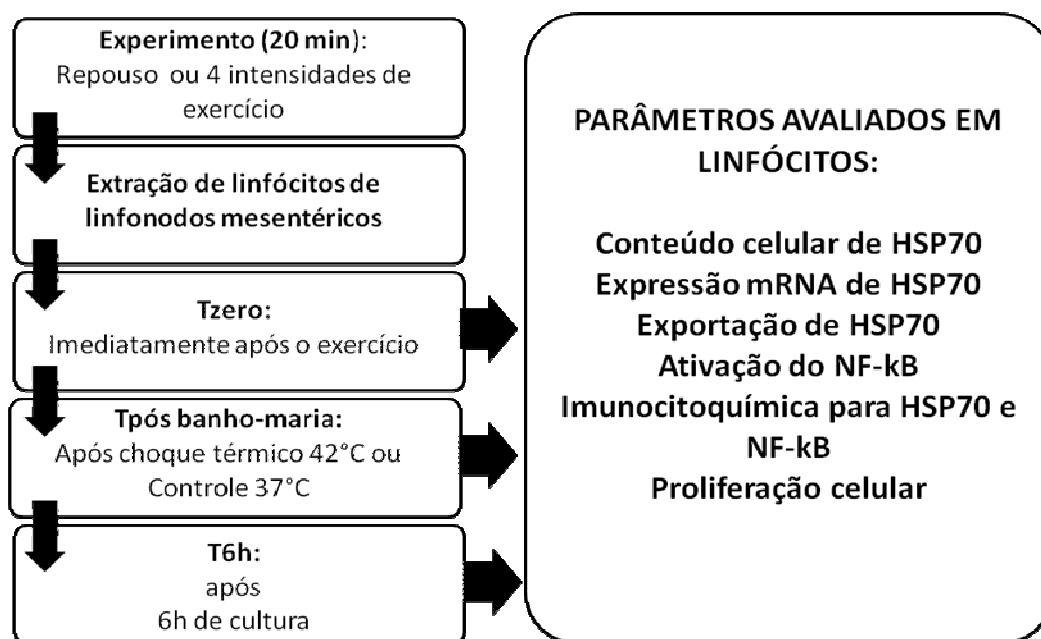 Experimento (20 min):
Repouso ou 4 intensidades de
exercício
Extração de linfócitos de
linfonodos mesentéricos
Tzero:
Imediatamente após o exercício
Tpós banho-maria:
Após choque térmico 42°C ou
Controle 37°C
T6h:
após
6h de cultura
PARÂMETROS AVALIADOS EM
LINFÓCITOS:
Conteúdo celular de HSP70
Expressão mRNA de HSP70
Exportação de HSP70
Ativação do NF-kB
Imunocitoquímica para HSP70 e
NF-kB
Proliferação celular